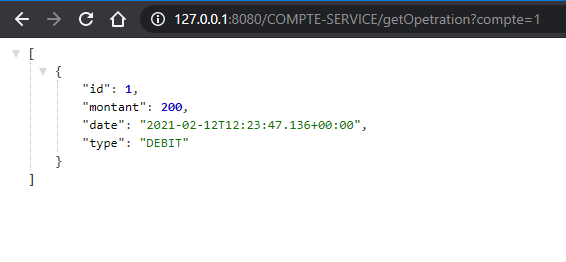 127.0.0.1:8080/COMPTE-SERVICE/getOpetration?compte=1
[
{
"id": 1,
"montant": 200,
"date": "2021-02-12T12:23:47.136+00:00",
"type": "DEBIT"
}
]